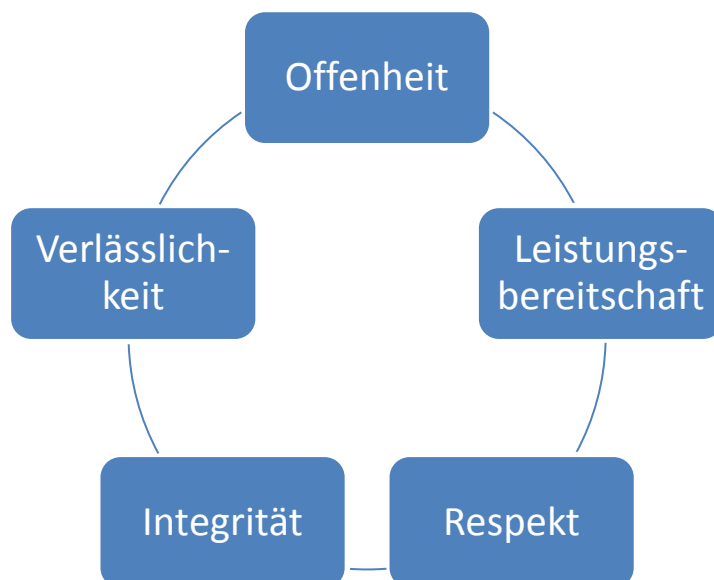 Offenheit
Verlässlich-
keit
Leistungs-
bereitschaft
Integrität
Respekt